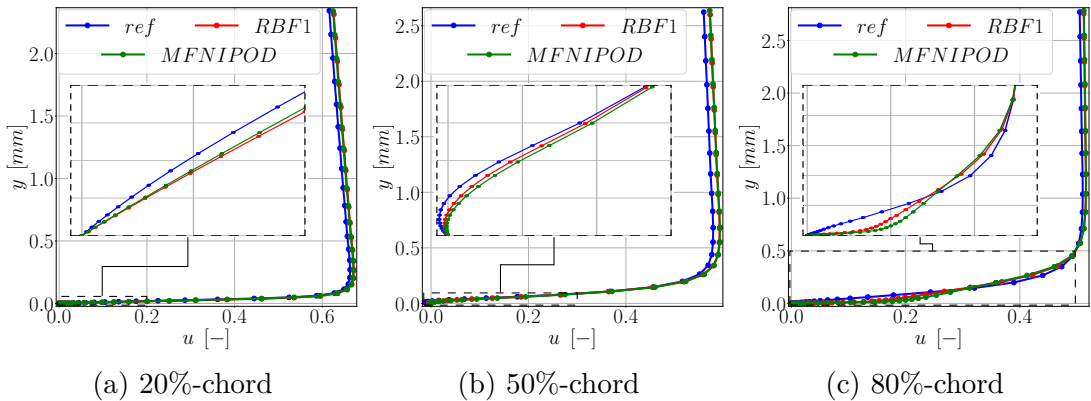 ref RBF1
MFNIPOD
2.0
1.5
1.0
0.5
0.0
y [mm]
0.0 0.2 0.4 0.6
u [−]
(a) 20%-chord
ref RBF1
MFNIPOD
2.5
2.0
1.5
1.0
0.5
0.0
y [mm]
0.0 0.2 0.4
u [−]
(b) 50%-chord
ref RBF1
MFNIPOD
2.5
2.0
1.5
1.0
0.5
0.0
y [mm]
0.0 0.2 0.4
u [−]
(c) 80%-chord